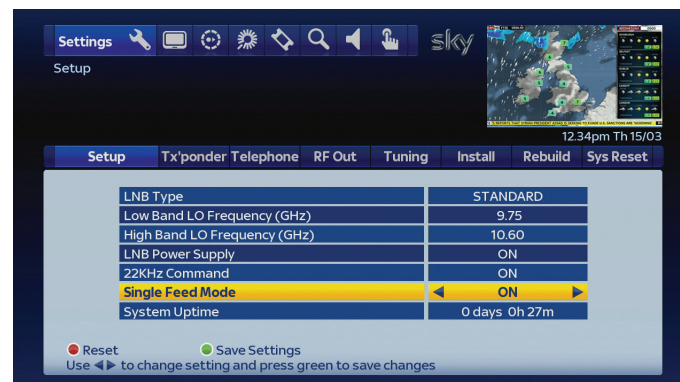 Settings
sky
Setup
12.34pm Th 15/03
Setup Tx'ponder Telephone RF Out Tuning Install Rebuild Sys Reset
LNB Type STANDARD
Low Band LO Frequency (GHz) 9.75
High Band LO Frequency (GHz) 10.60
LNB Power Supply ON
22KHz Command ON
Single Feed Mode ON
System Uptime 0 days 0h 27m
Reset Save Settings
Use ◀▶ to change setting and press green to save changes